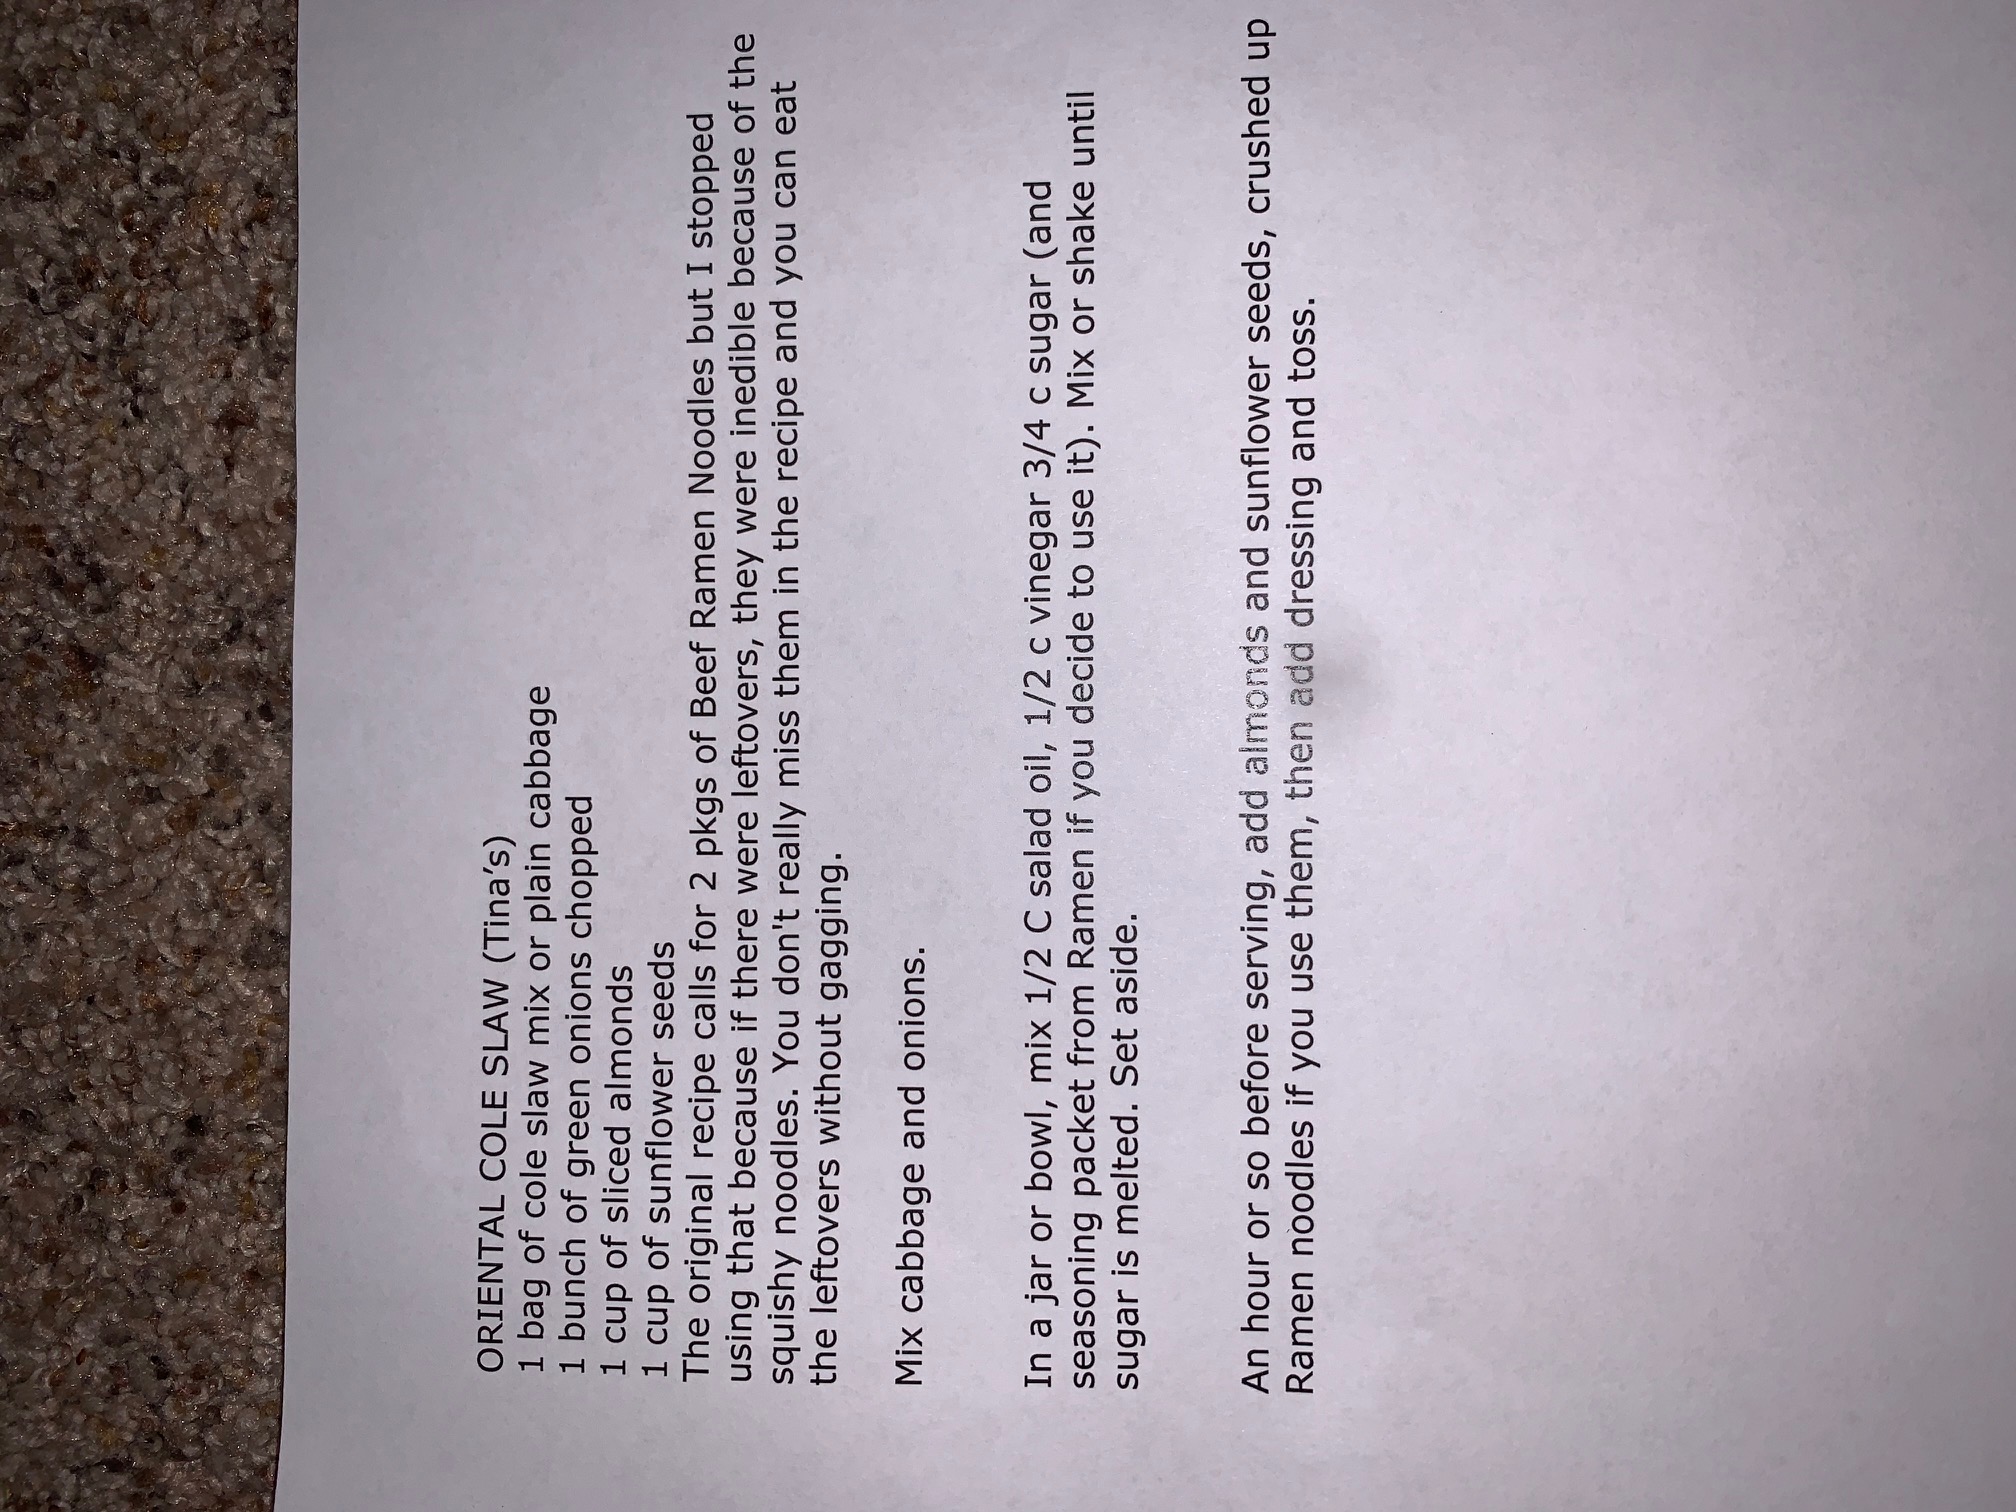 ORIENTAL COLE SLAW (Tina’s)
1 bag of cole slaw mix or plain cabbage
1 bunch of green onions chopped
1 cup of sliced almonds
1 cup of sunflower seeds
The original recipe calls for 2 pkgs of Beef Ramen Noodles but I stopped
using that because if there were leftovers, they were inedible because of the
squishy noodles. You don't really miss them in the recipe and you can eat
the leftovers without gagging.
Mix cabbage and onions.
In a jar or bowl, mix 1/2 C salad oil, 1/2 c vinegar 3/4 c sugar (and
seasoning packet from Ramen if you decide to use it). Mix or shake until
sugar is melted. Set aside.
An hour or so before serving, add almonds and sunflower seeds, crushed up
Ramen noodles if you use them, then add dressing and toss.